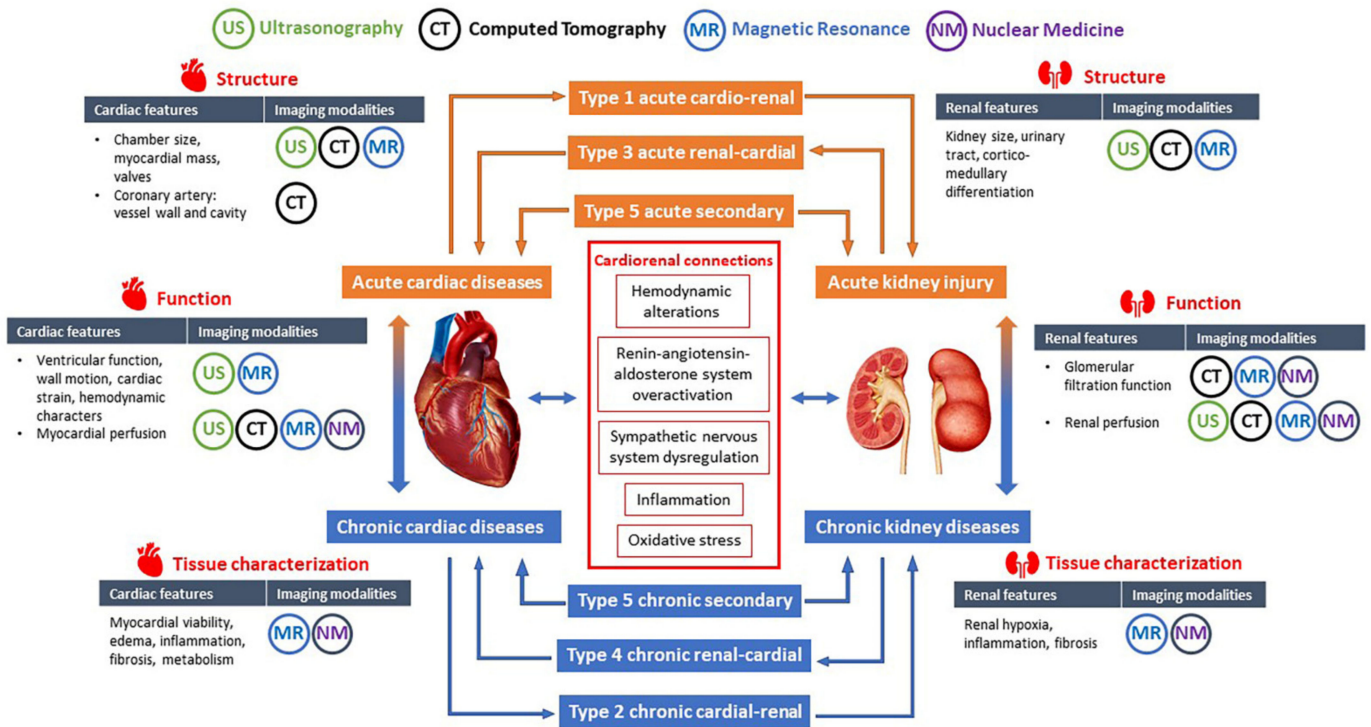 US Ultrasonography CT Computed Tomography MR Magnetic Resonance NM Nuclear Medicine
Structure
Cardiac features Imaging modalities
• Chamber size,
myocardial mass,
valves
US CT MR
• Coronary artery:
vessel wall and cavity
CT
Type 1 acute cardio-renal
Type 3 acute renal-cardial
Type 5 acute secondary
Structure
Renal features Imaging modalities
Kidney size, urinary
tract, cortico-
medullary
differentiation
US CT MR
Acute cardiac diseases
Acute kidney injury
Function
Cardiac features Imaging modalities
• Ventricular function,
wall motion, cardiac
strain, hemodynamic
characters
US MR
• Myocardial perfusion
US CT MR NM
Cardiorenal connections
Hemodynamic
alterations
Renin-angiotensin-
aldosterone system
overactivation
Sympathetic nervous
system dysregulation
Inflammation
Oxidative stress
Function
Renal features Imaging modalities
• Glomerular
filtration function
CT MR NM
• Renal perfusion
US CT MR NM
Chronic cardiac diseases
Chronic kidney diseases
Tissue characterization
Cardiac features Imaging modalities
Myocardial viability,
edema, inflammation,
fibrosis, metabolism
MR NM
Type 5 chronic secondary
Type 4 chronic renal-cardial
Type 2 chronic cardial-renal
Tissue characterization
Renal features Imaging modalities
Renal hypoxia,
inflammation, fibrosis
MR NM